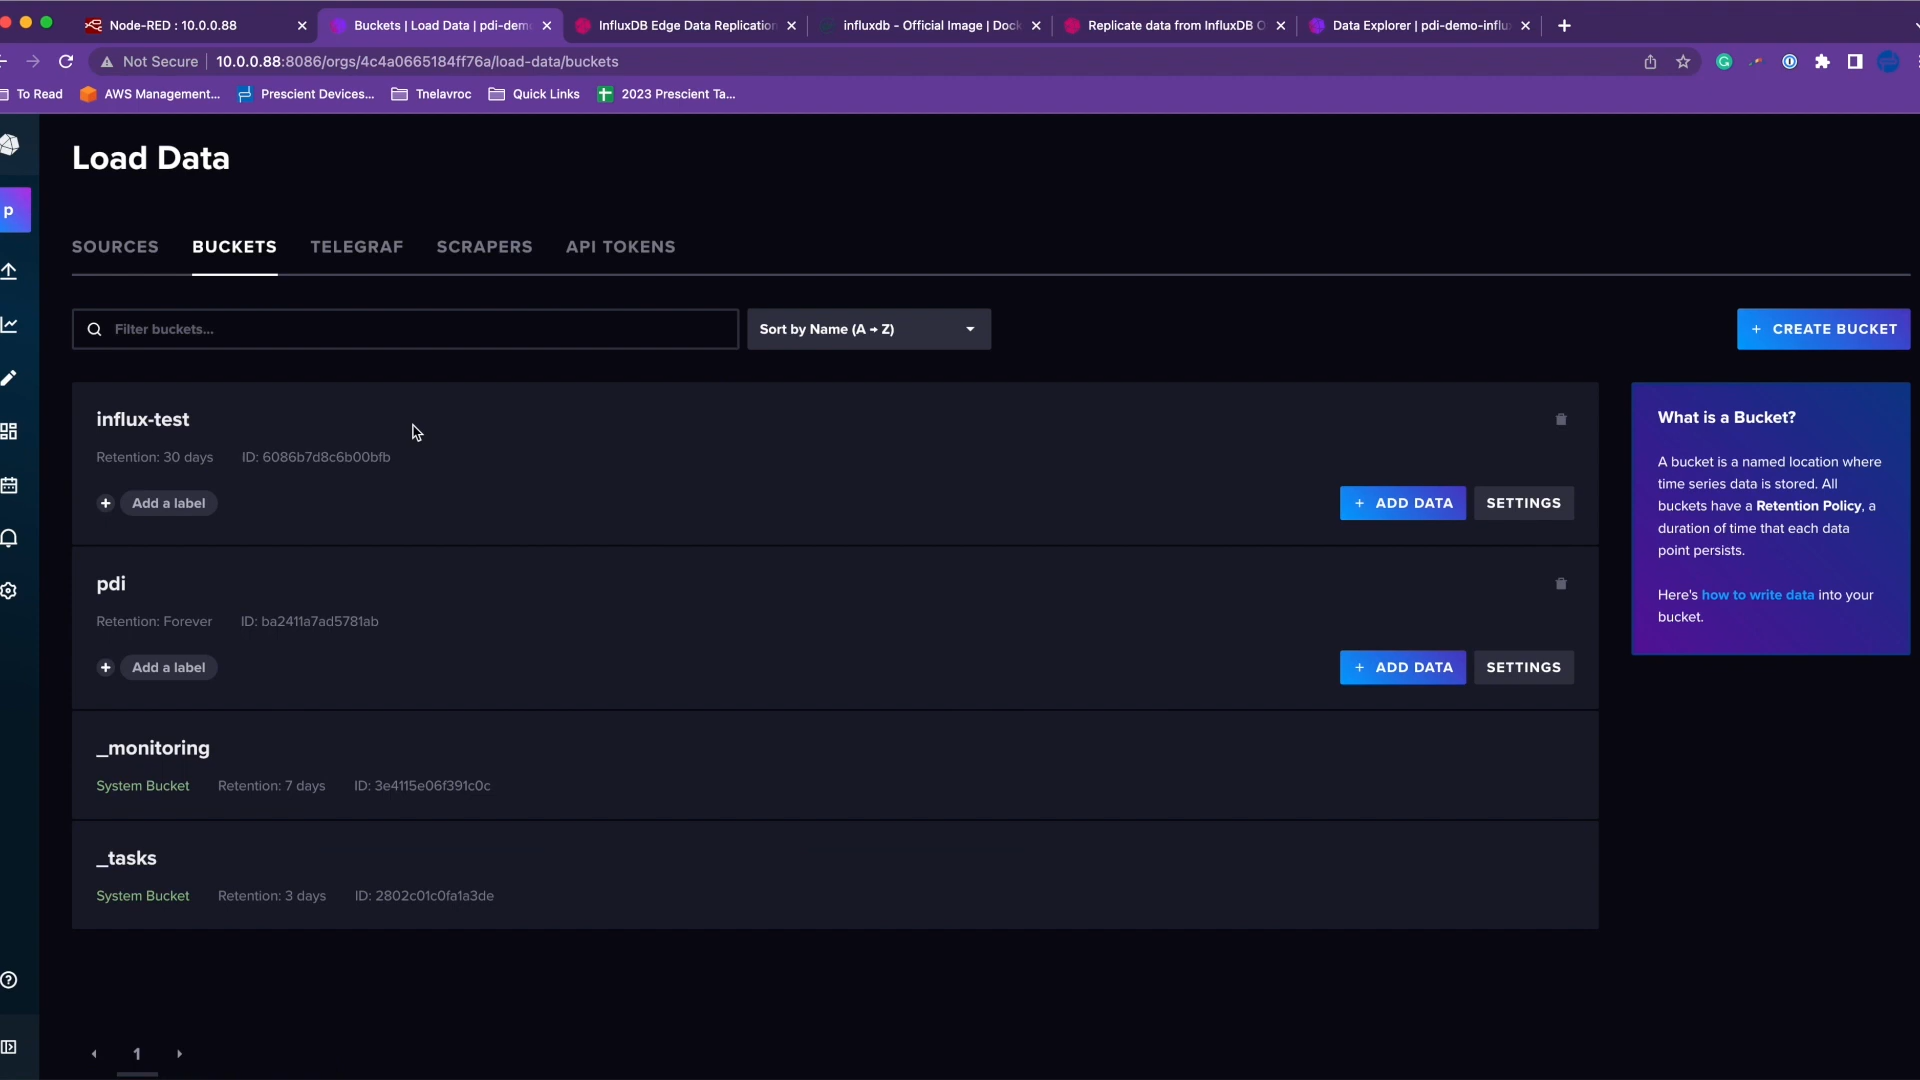 Node-RED : 10.0.0.88
Buckets | Load Data | pdi-dem
InfluxDB Edge Data Replication
influxdb - Official Image | Dock
Replicate data from InfluxDB O
Data Explorer | pdi-demo-influ
Not Secure
10.0.0.88:8086/orgs/4c4a0665184ff76a/load-data/buckets
To Read
AWS Management...
Prescient Devices...
Tnelavroc
Quick Links
2023 Prescient Ta...
p
Load Data
SOURCES
BUCKETS
TELEGRAF
SCRAPERS
API TOKENS
Filter buckets...
Sort by Name (A → Z)
+ CREATE BUCKET
influx-test
Retention: 30 days
ID: 6086b7d8c6b00bfb
+ Add a label
+ ADD DATA
SETTINGS
pdi
Retention: Forever
ID: ba2411a7ad5781ab
+ Add a label
+ ADD DATA
SETTINGS
_monitoring
System Bucket
Retention: 7 days
ID: 3e4115e06f391c0c
_tasks
System Bucket
Retention: 3 days
ID: 2802c01c0fa1a3de
What is a Bucket?
A bucket is a named location where
time series data is stored. All
buckets have a Retention Policy, a
duration of time that each data
point persists.
Here's how to write data into your
bucket.
1